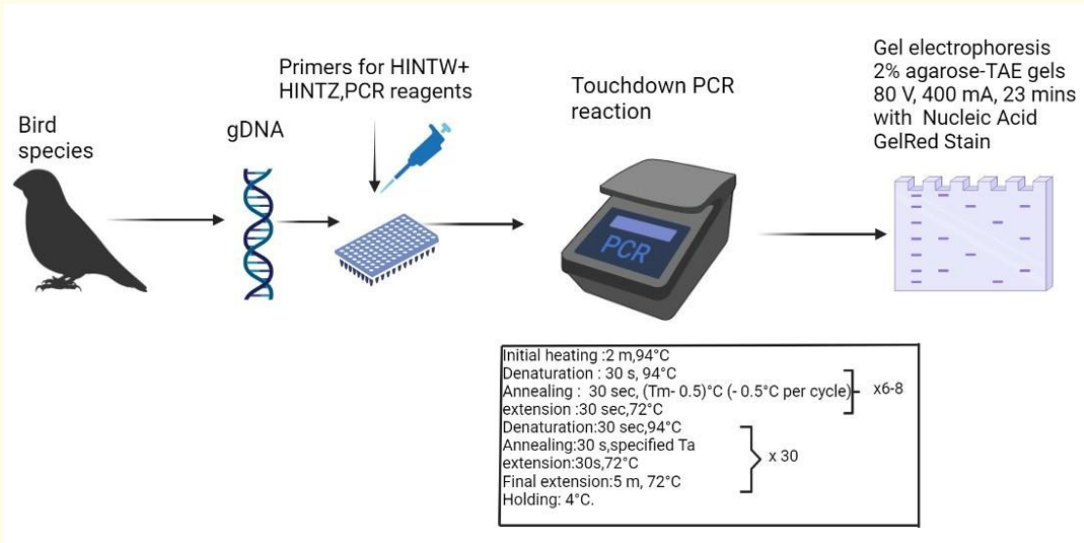 Bird
species
gDNA
Primers for HINTW+
HINTZ,PCR reagents
Touchdown PCR
reaction
PCR
Gel electrophoresis
2% agarose-TAE gels
80 V, 400 mA, 23 mins
with Nucleic Acid
GelRed Stain
Initial heating :2 m,94°C
Denaturation : 30 s, 94°C
Annealing : 30 sec, (Tm- 0.5)°C (- 0.5°C per cycle)
extension :30 sec,72°C
x6-8
Denaturation:30 sec,94°C
Annealing:30 s,specified Ta
extension:30s,72°C
Final extension:5 m, 72°C
x 30
Holding: 4°C.